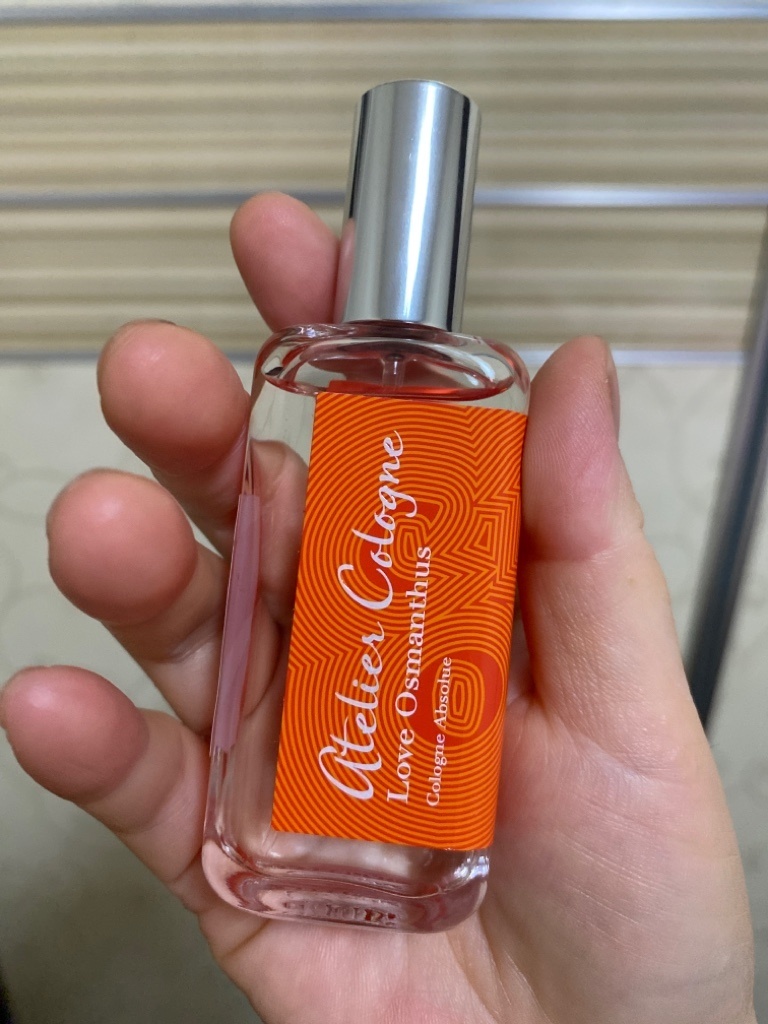 Atelier Cologne
Love Osmanthus
Cologne Absolue